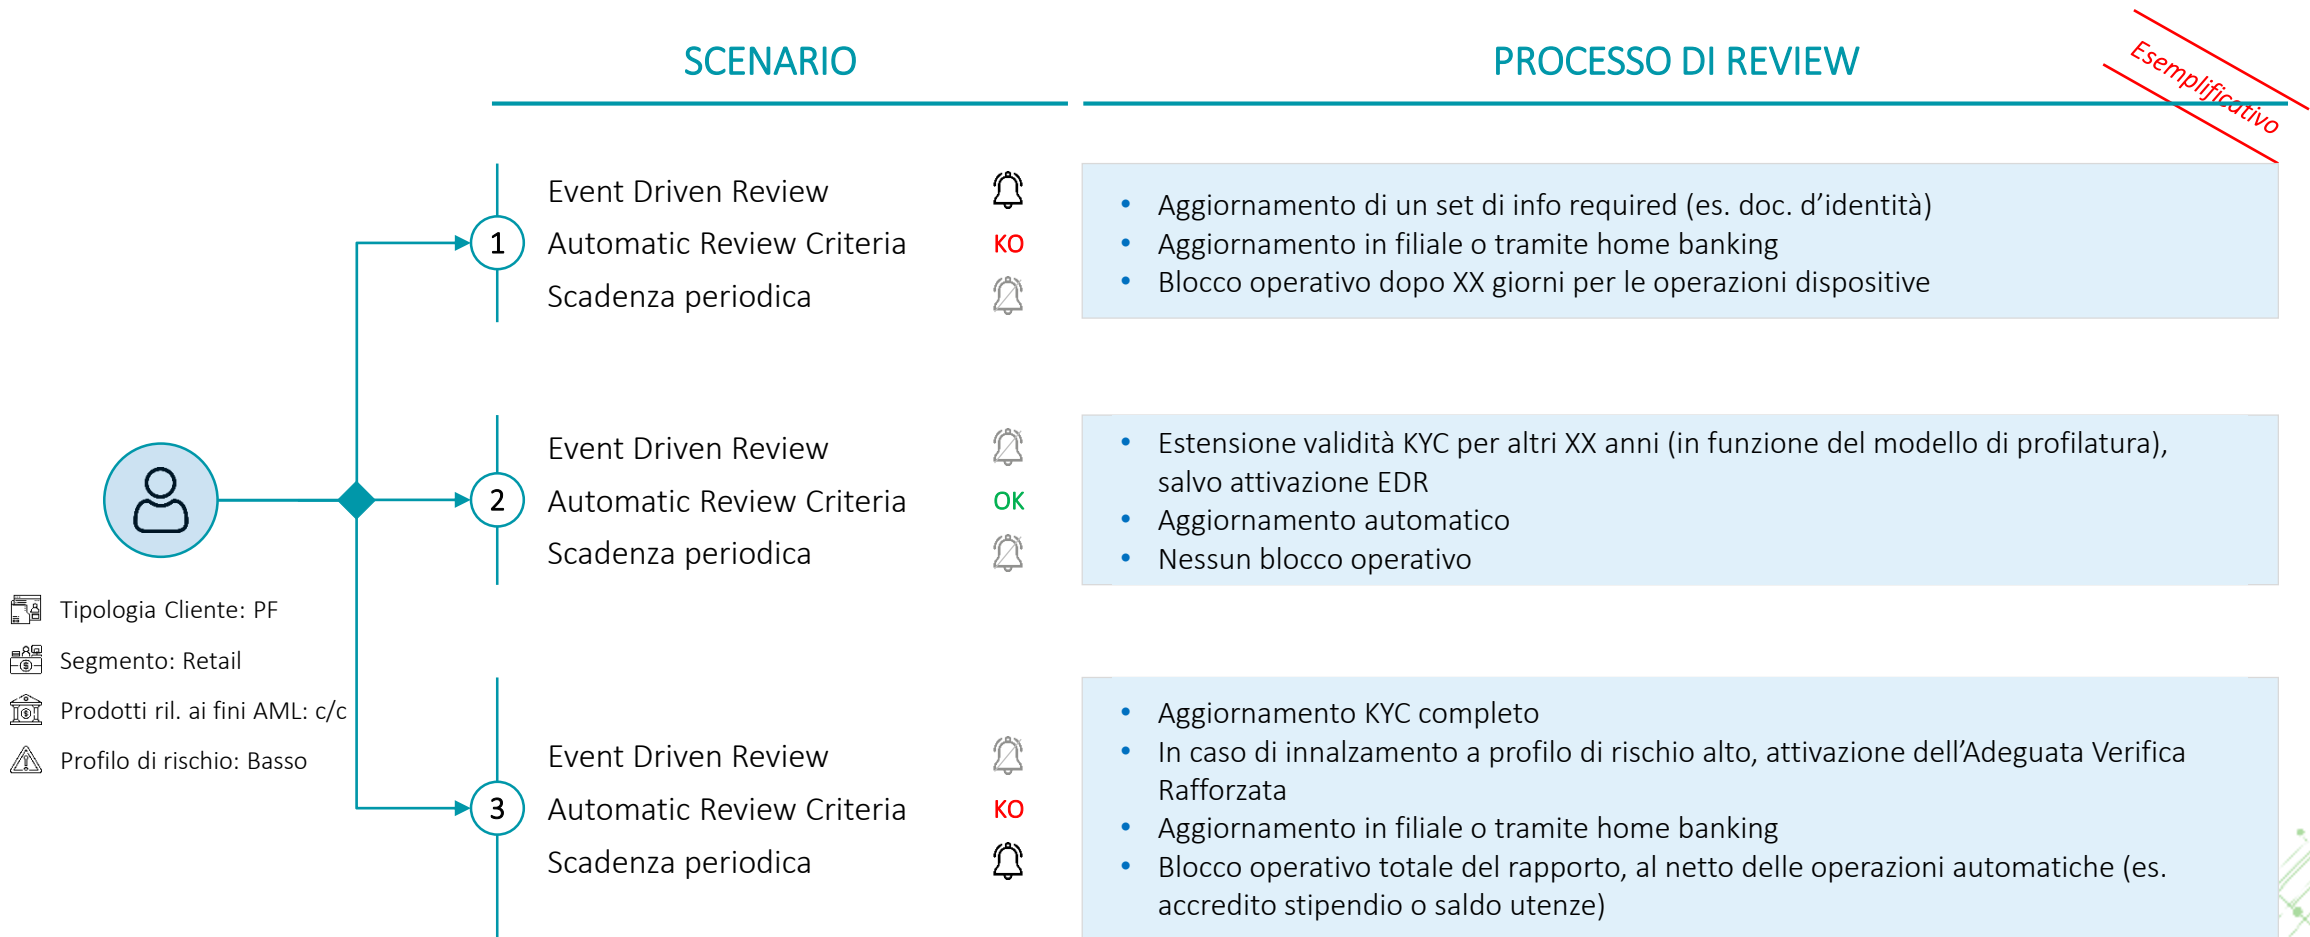 SCENARIO
PROCESSO DI REVIEW
Esemplificativo
1
Event Driven Review
Automatic Review Criteria
KO
Scadenza periodica
• Aggiornamento di un set di info required (es. doc. d’identità)
• Aggiornamento in filiale o tramite home banking
• Blocco operativo dopo XX giorni per le operazioni dispositive
2
Event Driven Review
Automatic Review Criteria
OK
Scadenza periodica
• Estensione validità KYC per altri XX anni (in funzione del modello di profilatura),
salvo attivazione EDR
• Aggiornamento automatico
• Nessun blocco operativo
Tipologia Cliente: PF
Segmento: Retail
Prodotti ril. ai fini AML: c/c
Profilo di rischio: Basso
3
Event Driven Review
Automatic Review Criteria
KO
Scadenza periodica
• Aggiornamento KYC completo
• In caso di innalzamento a profilo di rischio alto, attivazione dell’Adeguata Verifica
Rafforzata
• Aggiornamento in filiale o tramite home banking
• Blocco operativo totale del rapporto, al netto delle operazioni automatiche (es.
accredito stipendio o saldo utenze)